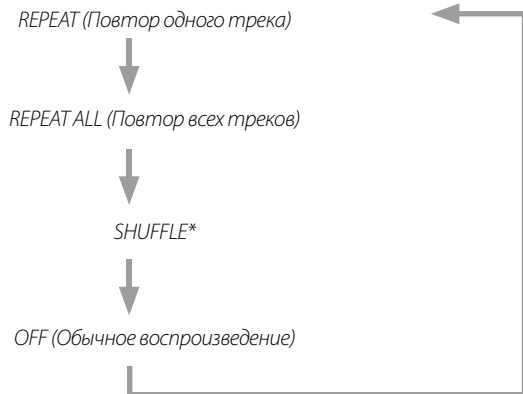 REPEAT (Повтор одного трека)
REPEAT ALL (Повтор всех треков)
SHUFFLE*
OFF (Обычное воспроизведение)